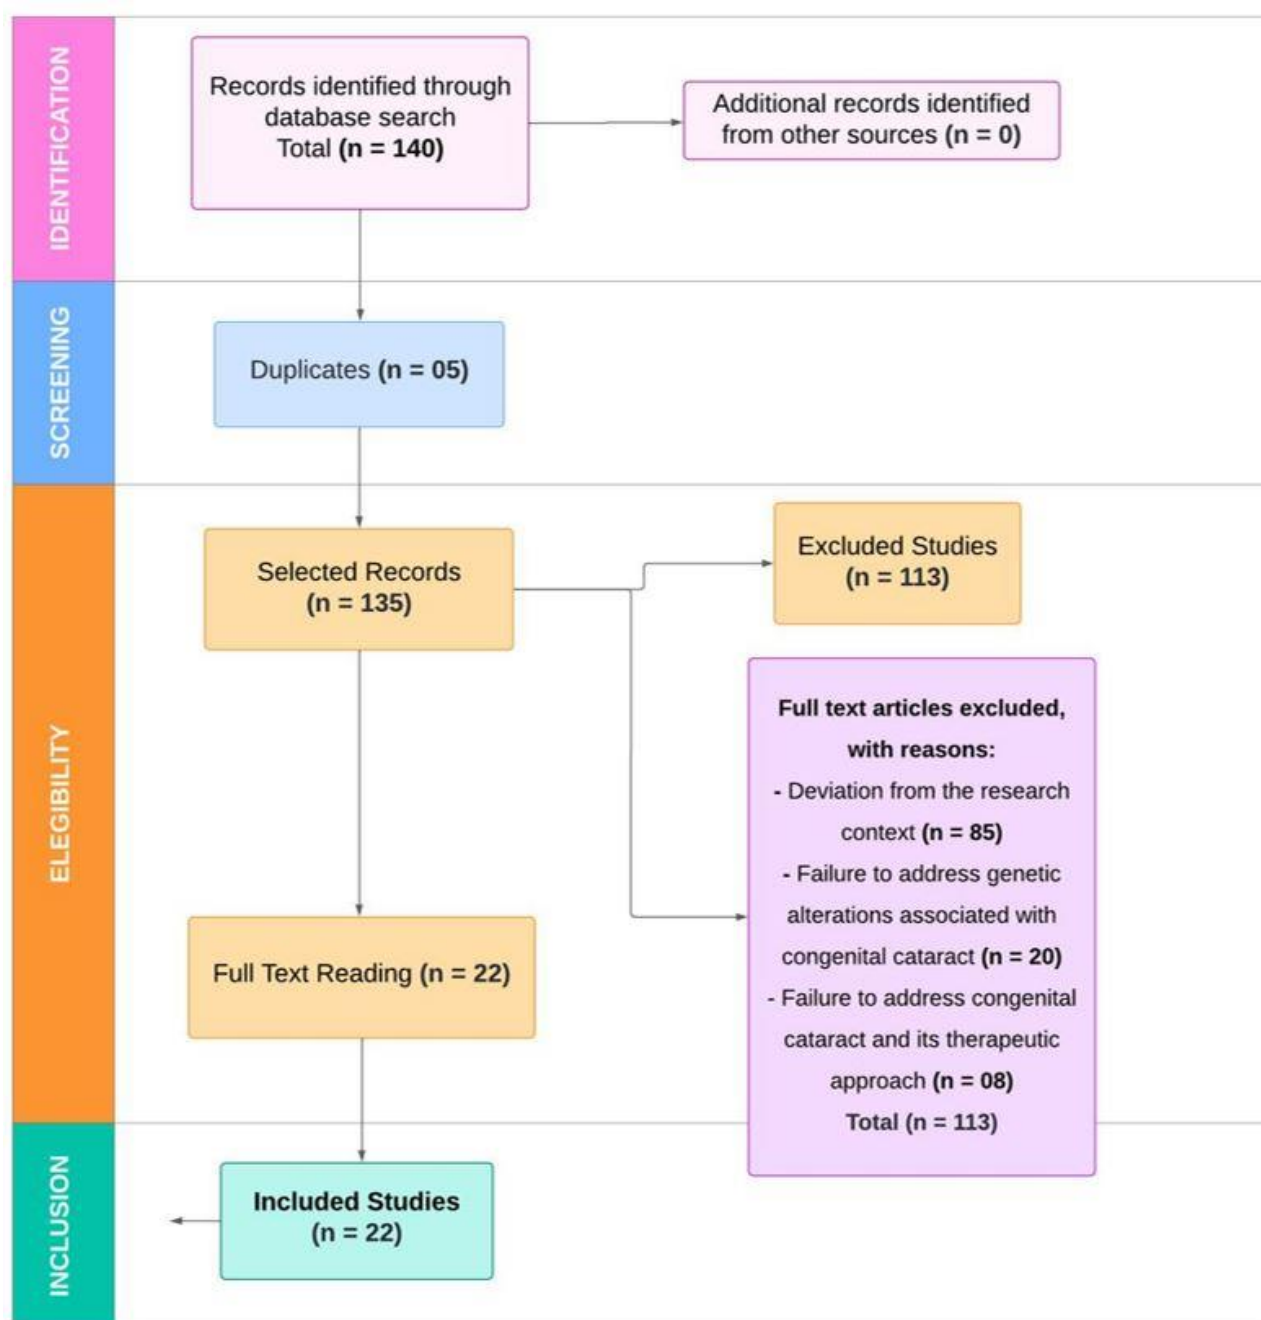 IDENTIFICATION
Records identified through
database search
Total (n = 140)
Additional records identified
from other sources (n = 0)
SCREENING
Duplicates (n = 05)
ELEGIBILITY
Selected Records
(n = 135)
Excluded Studies
(n = 113)
Full text articles excluded,
with reasons:
- Deviation from the research
context (n = 85)
- Failure to address genetic
alterations associated with
congenital cataract (n = 20)
- Failure to address congenital
cataract and its therapeutic
approach (n = 08)
Total (n = 113)
Full Text Reading (n = 22)
INCLUSION
Included Studies
(n = 22)